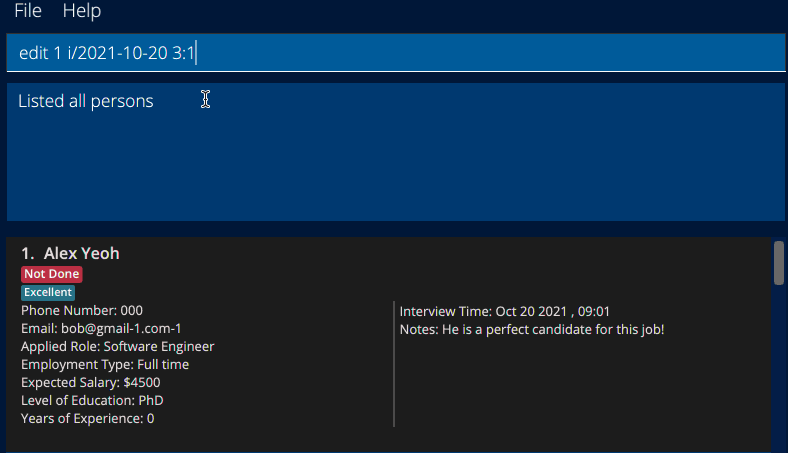 File Help
edit 1 i/2021-10-20 3:1
Listed all persons
1. Alex Yeoh
Not Done
Excellent
Phone Number: 000
Email: bob@gmail-1.com-1
Applied Role: Software Engineer
Employment Type: Full time
Expected Salary: $4500
Level of Education: PhD
Years of Experience: 0
Interview Time: Oct 20 2021 , 09:01
Notes: He is a perfect candidate for this job!